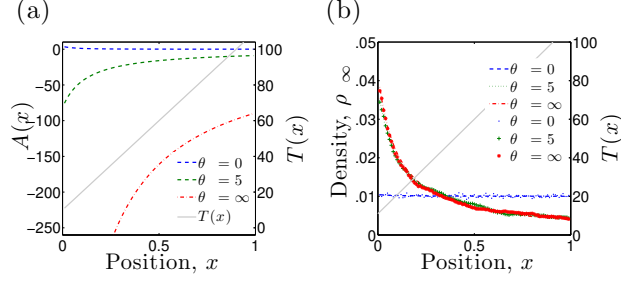 (a)
(b)
0
−50
−100
−150
−200
−250
A(x)
100
80
60
40
20
0
T(x)
θ = 0
θ = 5
θ = ∞
T(x)
0
0.5
1
Position, x
.05
.04
.03
.02
.01
0
Density, ρ ∞
100
80
60
40
20
0
T(x)
θ = 0
θ = 5
θ = ∞
θ = 0
θ = 5
θ = ∞
0
0.5
1
Position, x